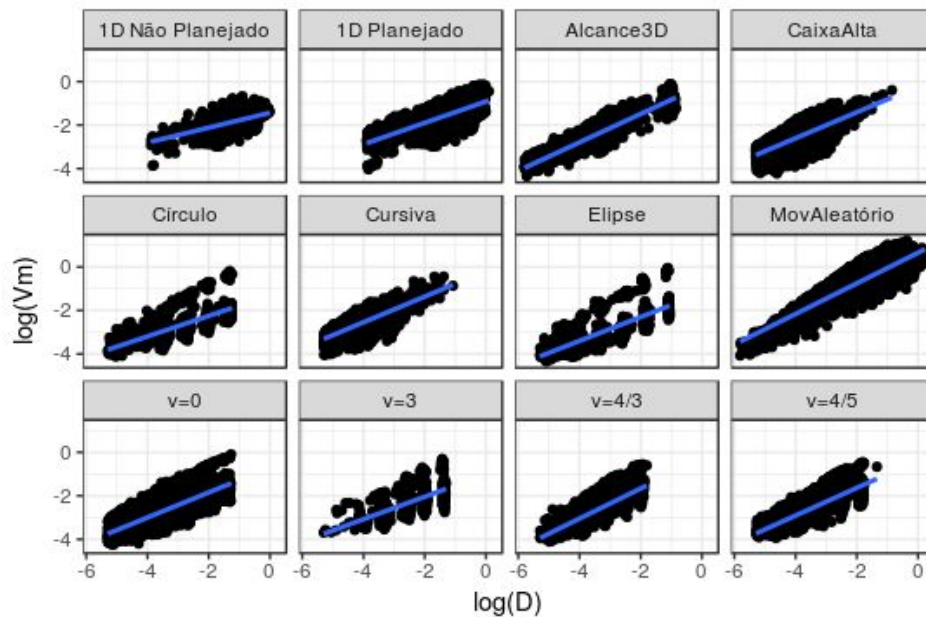 1D Não Planejado 1D Planejado Alcance3D CaixaAlta
0
-2
-4
Círculo Cursiva Elipse MovAleatório
0
-2
-4
log(Vm)
v=0 v=3 v=4/3 v=4/5
0
-2
-4
-6 -4 -2 0 -6 -4 -2 0 -6 -4 -2 0 -6 -4 -2 0
log(D)